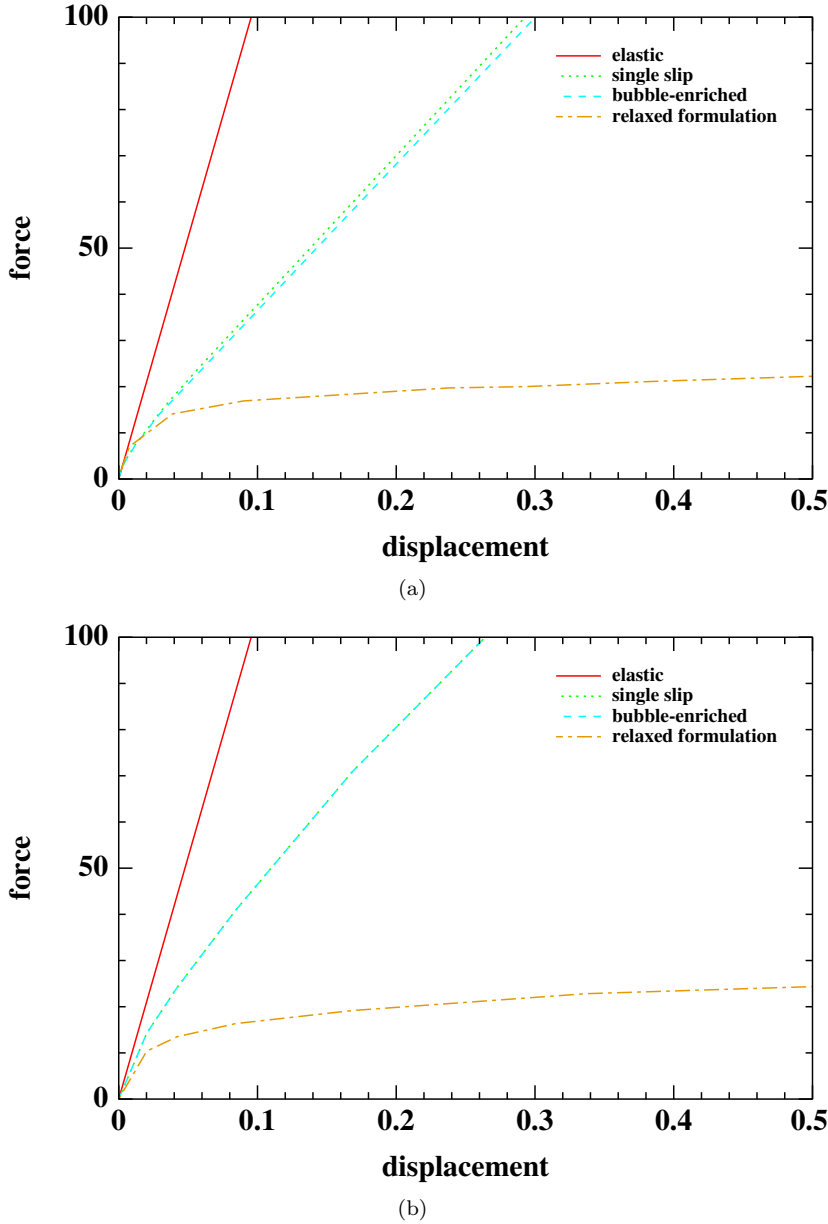 100
50
0
force
0 0.1 0.2 0.3 0.4 0.5
displacement
elastic
single slip
bubble-enriched
relaxed formulation
(a)
100
50
0
force
0 0.1 0.2 0.3 0.4 0.5
displacement
elastic
single slip
bubble-enriched
relaxed formulation
(b)